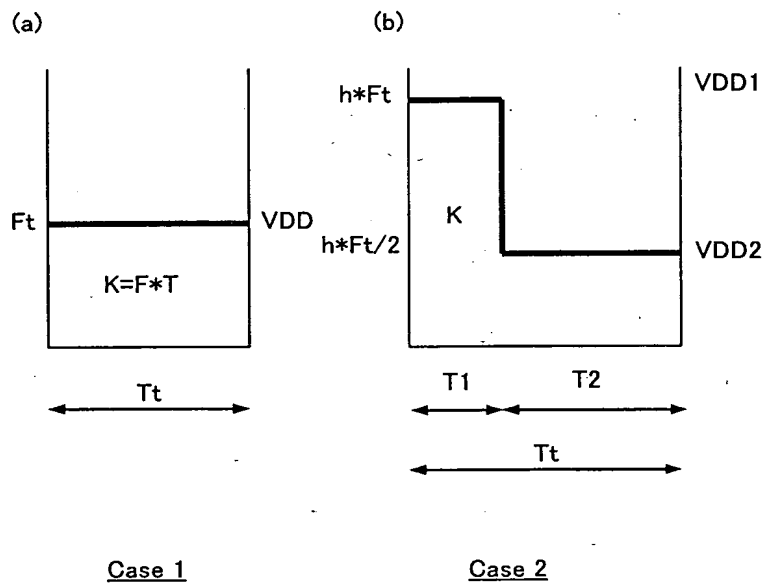 (a)
Ft
VDD
K=F*T
Tt
Case 1
(b)
h*Ft
VDD1
K
h*Ft/2
VDD2
T1
T2
Tt
Case 2